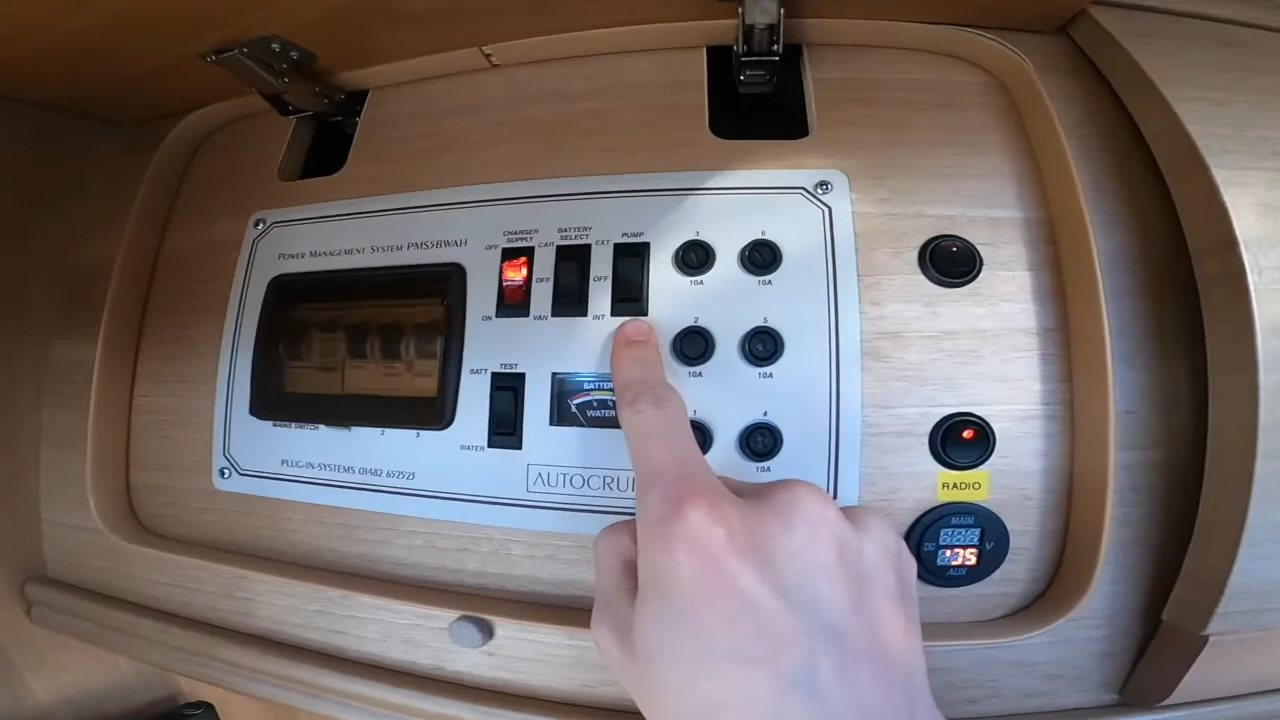 POWER MANAGEMENT SYSTEM PMS5BWAH
CHARGER SUPPLY
OFF
ON
BATTERY SELECT
CAR
OFF
VAN
PUMP
EXT
OFF
INT
3
10A
6
10A
2
10A
5
10A
1
4
10A
TEST
BATT
WATER
BATTER
WATER
MAINS SWITCH
2
3
PLUG-IN-SYSTEMS 01482 652523
AUTOCRU
RADIO
MAIN
DC
V
AUX